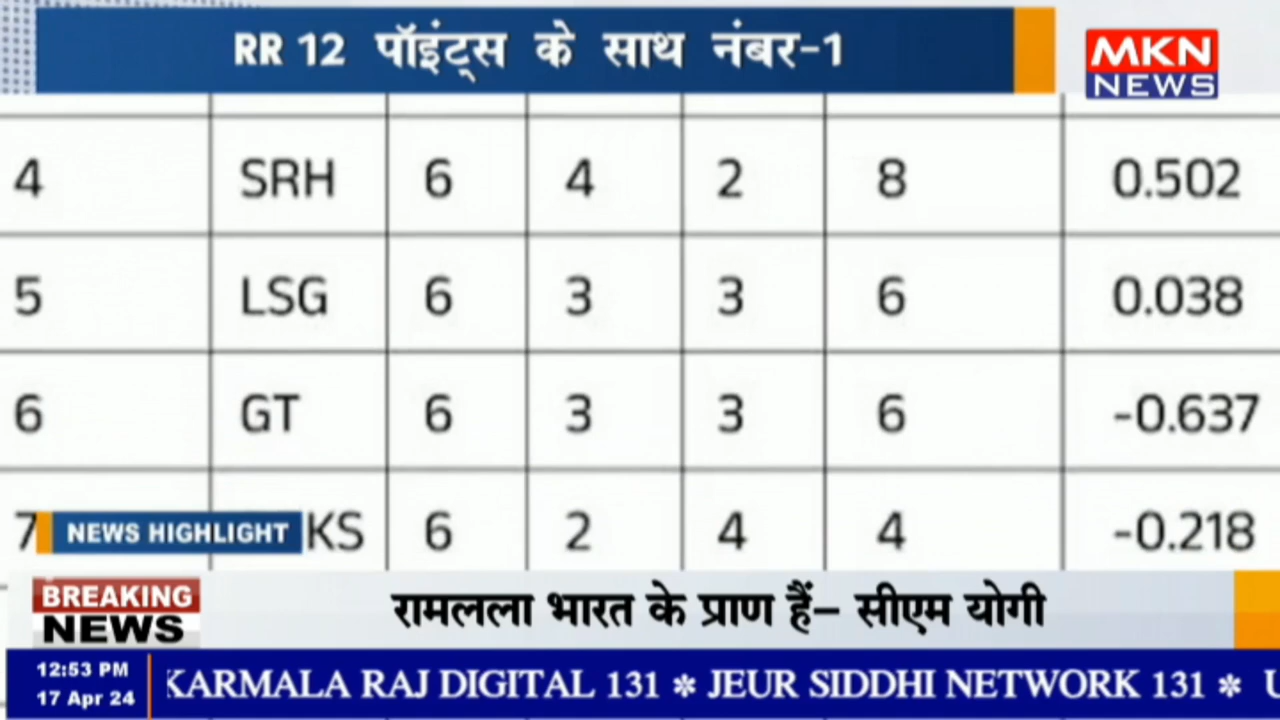 RR 12 पॉइंट्स के साथ नंबर-1
MKN
NEWS
4 SRH 6 4 2 8 0.502
5 LSG 6 3 3 6 0.038
6 GT 6 3 3 6 -0.637
7 KS 6 2 4 4 -0.218
NEWS HIGHLIGHT
BREAKING
NEWS
रामलला भारत के प्राण हैं– सीएम योगी
12:53 PM
17 Apr 24
KARMALA RAJ DIGITAL 131 ✻ JEUR SIDDHI NETWORK 131 ✻